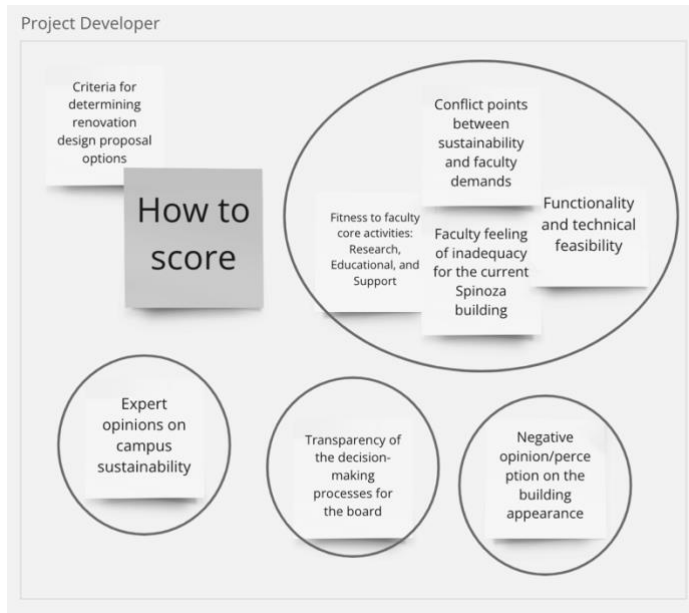 Project Developer
Criteria for
determining
renovation
design proposal
options
How to
score
Conflict points
between
sustainability
and faculty
demands
Fitness to faculty
core activities:
Research,
Educational, and
Support
Faculty feeling
of inadequacy
for the current
Spinoza
building
Functionality
and technical
feasibility
Expert
opinions on
campus
sustainability
Transparency of
the decision-
making
processes for
the board
Negative
opinion/perce
ption on the
building
appearance